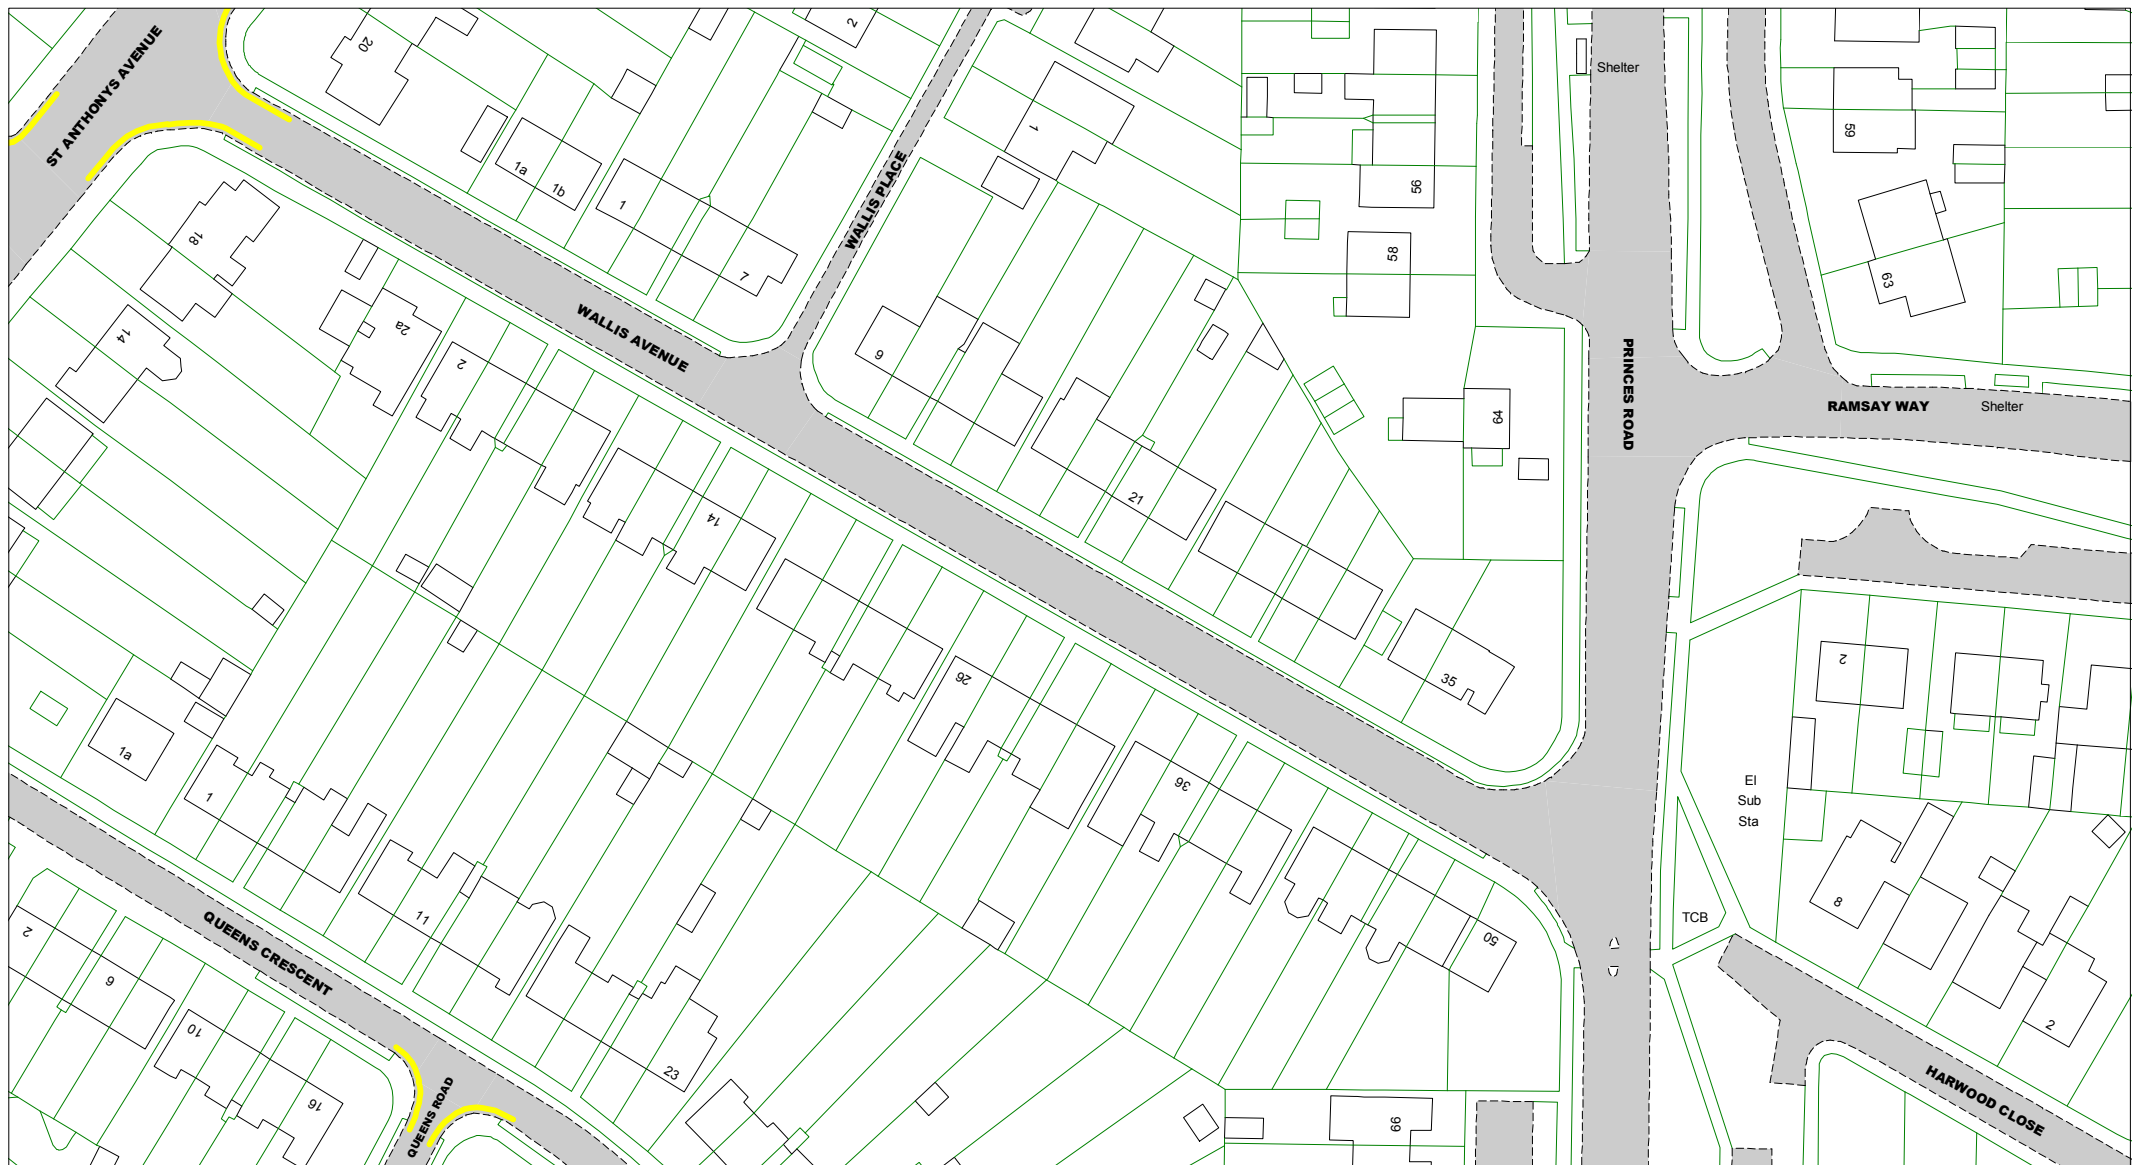 ST ANTHONYS AVENUE
20
2
Shelter
59
1
1a
1b
1
7
WALLIS PLACE
56
58
63
18
14
2a
2
WALLIS AVENUE
9
PRINCES ROAD
RAMSAY WAY
Shelter
64
21
14
35
2
26
36
1a
1
El
Sub
Sta
8
TCB
11
50
2
6
QUEENS CRESCENT
10
16
23
2
QUEENS ROAD
66
HARWOOD CLOSE